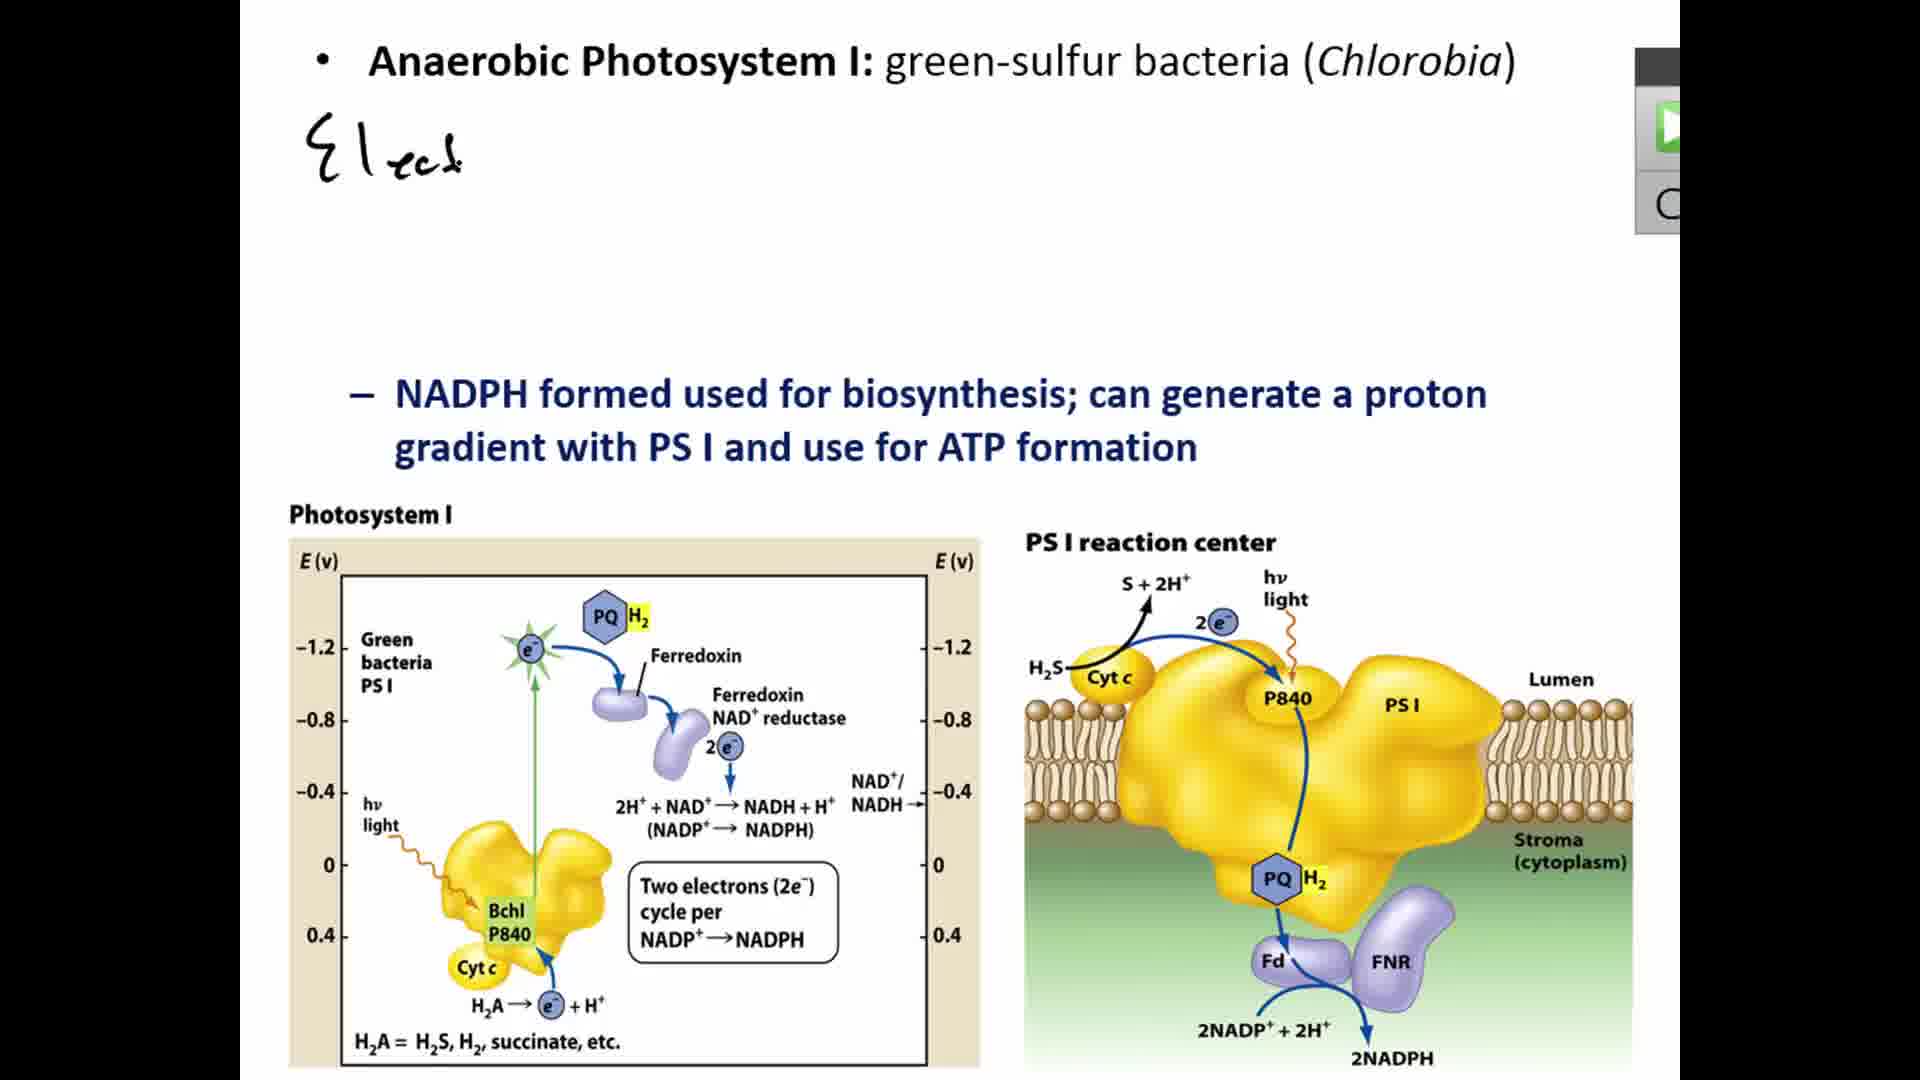 • Anaerobic Photosystem I: green-sulfur bacteria (Chlorobia)
Elect
– NADPH formed used for biosynthesis; can generate a proton
gradient with PS I and use for ATP formation
Photosystem I
E (v)
E (v)
–1.2
–0.8
–0.4
0
0.4
Green
bacteria
PS I
e⁻
PQ H₂
Ferredoxin
Ferredoxin
NAD⁺ reductase
2 e⁻
2H⁺ + NAD⁺ → NADH + H⁺
(NADP⁺ → NADPH)
NAD⁺/
NADH →
–1.2
–0.8
–0.4
0
0.4
hν
light
Bchl
P840
Cyt c
Two electrons (2e⁻)
cycle per
NADP⁺ → NADPH
H₂A → e⁻ + H⁺
H₂A = H₂S, H₂, succinate, etc.
PS I reaction center
S + 2H⁺
hν
light
2 e⁻
H₂S
Cyt c
P840
PS I
Lumen
Stroma
(cytoplasm)
PQ H₂
Fd
FNR
2NADP⁺ + 2H⁺
2NADPH